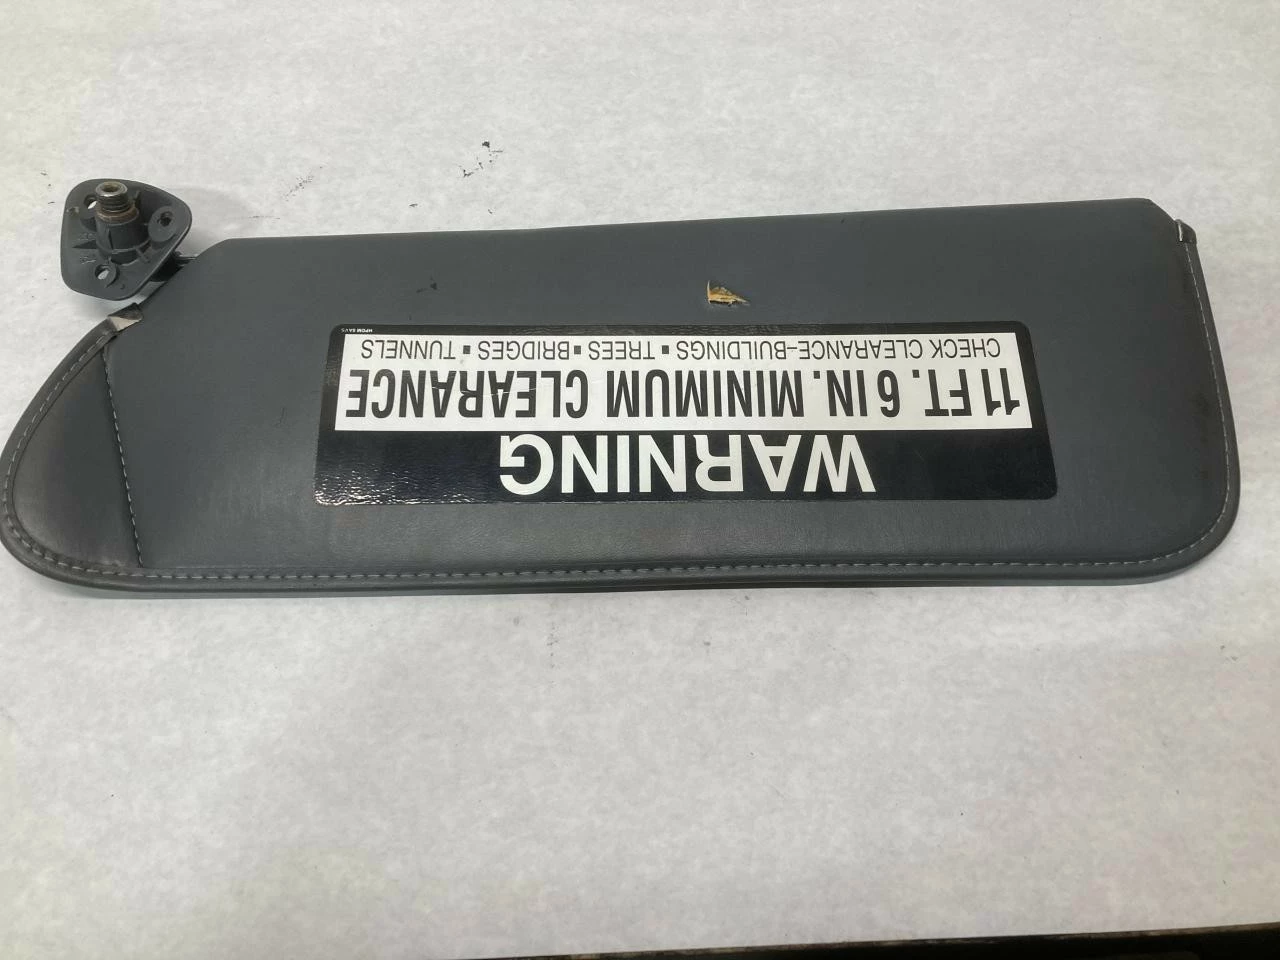 WARNING
11 FT. 6 IN. MINIMUM CLEARANCE
CHECK CLEARANCE-BUILDINGS ▪ TREES ▪ BRIDGES ▪ TUNNELS